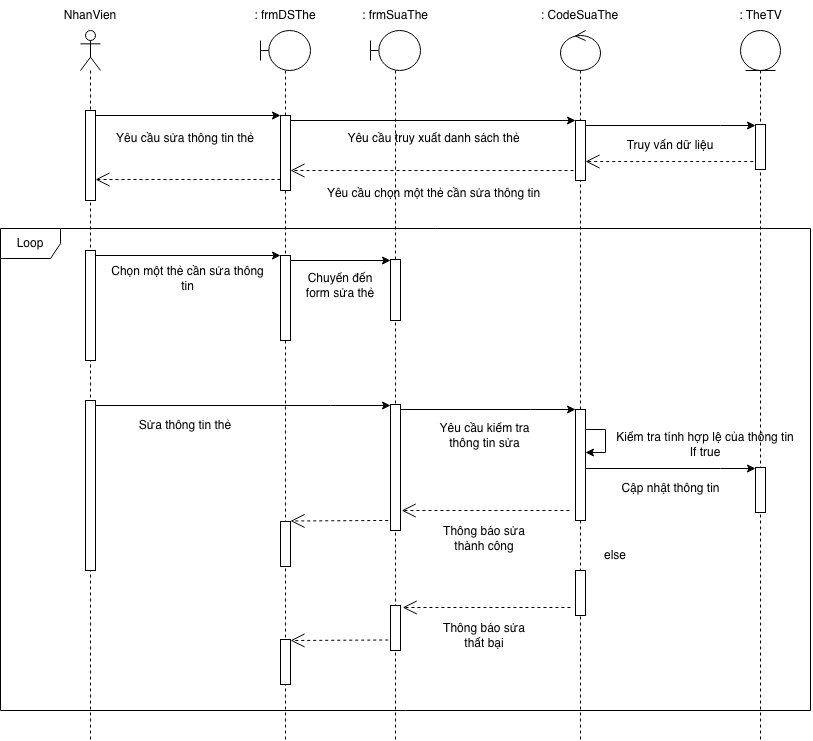 NhanVien
: frmDSThe
: frmSuaThe
: CodeSuaThe
: TheTV
Yêu cầu sửa thông tin thẻ
Yêu cầu truy xuất danh sách thẻ
Truy vấn dữ liệu
Yêu cầu chọn một thẻ cần sửa thông tin
Loop
Chọn một thẻ cần sửa thông
tin
Chuyển đến
form sửa thẻ
Sửa thông tin thẻ
Yêu cầu kiểm tra
thông tin sửa
Kiểm tra tính hợp lệ của thông tin
If true
Cập nhật thông tin
Thông báo sửa
thành công
else
Thông báo sửa
thất bại